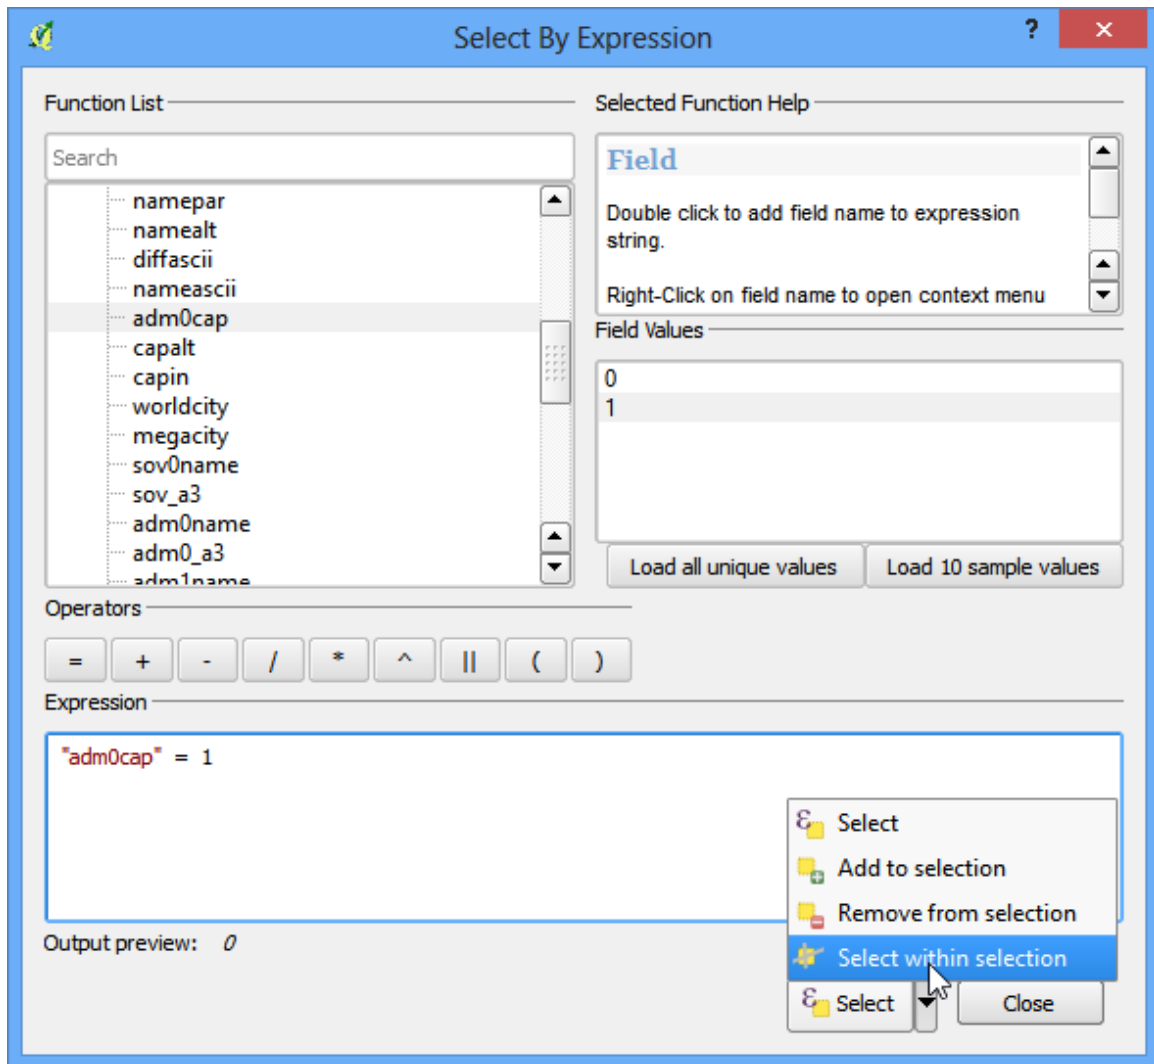 Select By Expression
?
×
Function List
Search
namepar
namealt
diffascii
nameascii
adm0cap
capalt
capin
worldcity
megacity
sov0name
sov_a3
adm0name
adm0_a3
adm1name
Selected Function Help
Field
Double click to add field name to expression
string.
Right-Click on field name to open context menu
Field Values
0
1
Load all unique values
Load 10 sample values
Operators
= + - / * ^ || ( )
Expression
"adm0cap" = 1
Select
Add to selection
Remove from selection
Select within selection
Output preview: 0
Select
Close